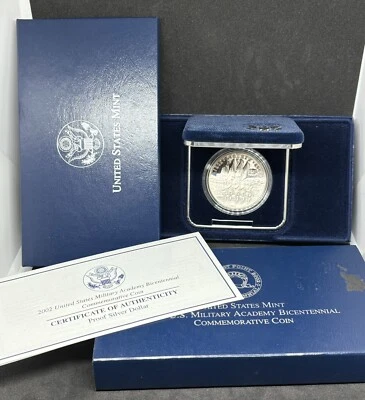 UNITED STATES MINT
2002 United States Military Academy Bicentennial
Commemorative Coin
CERTIFICATE OF AUTHENTICITY
Proof Silver Dollar
UNITED STATES MINT
U.S. MILITARY ACADEMY BICENTENNIAL
COMMEMORATIVE COIN